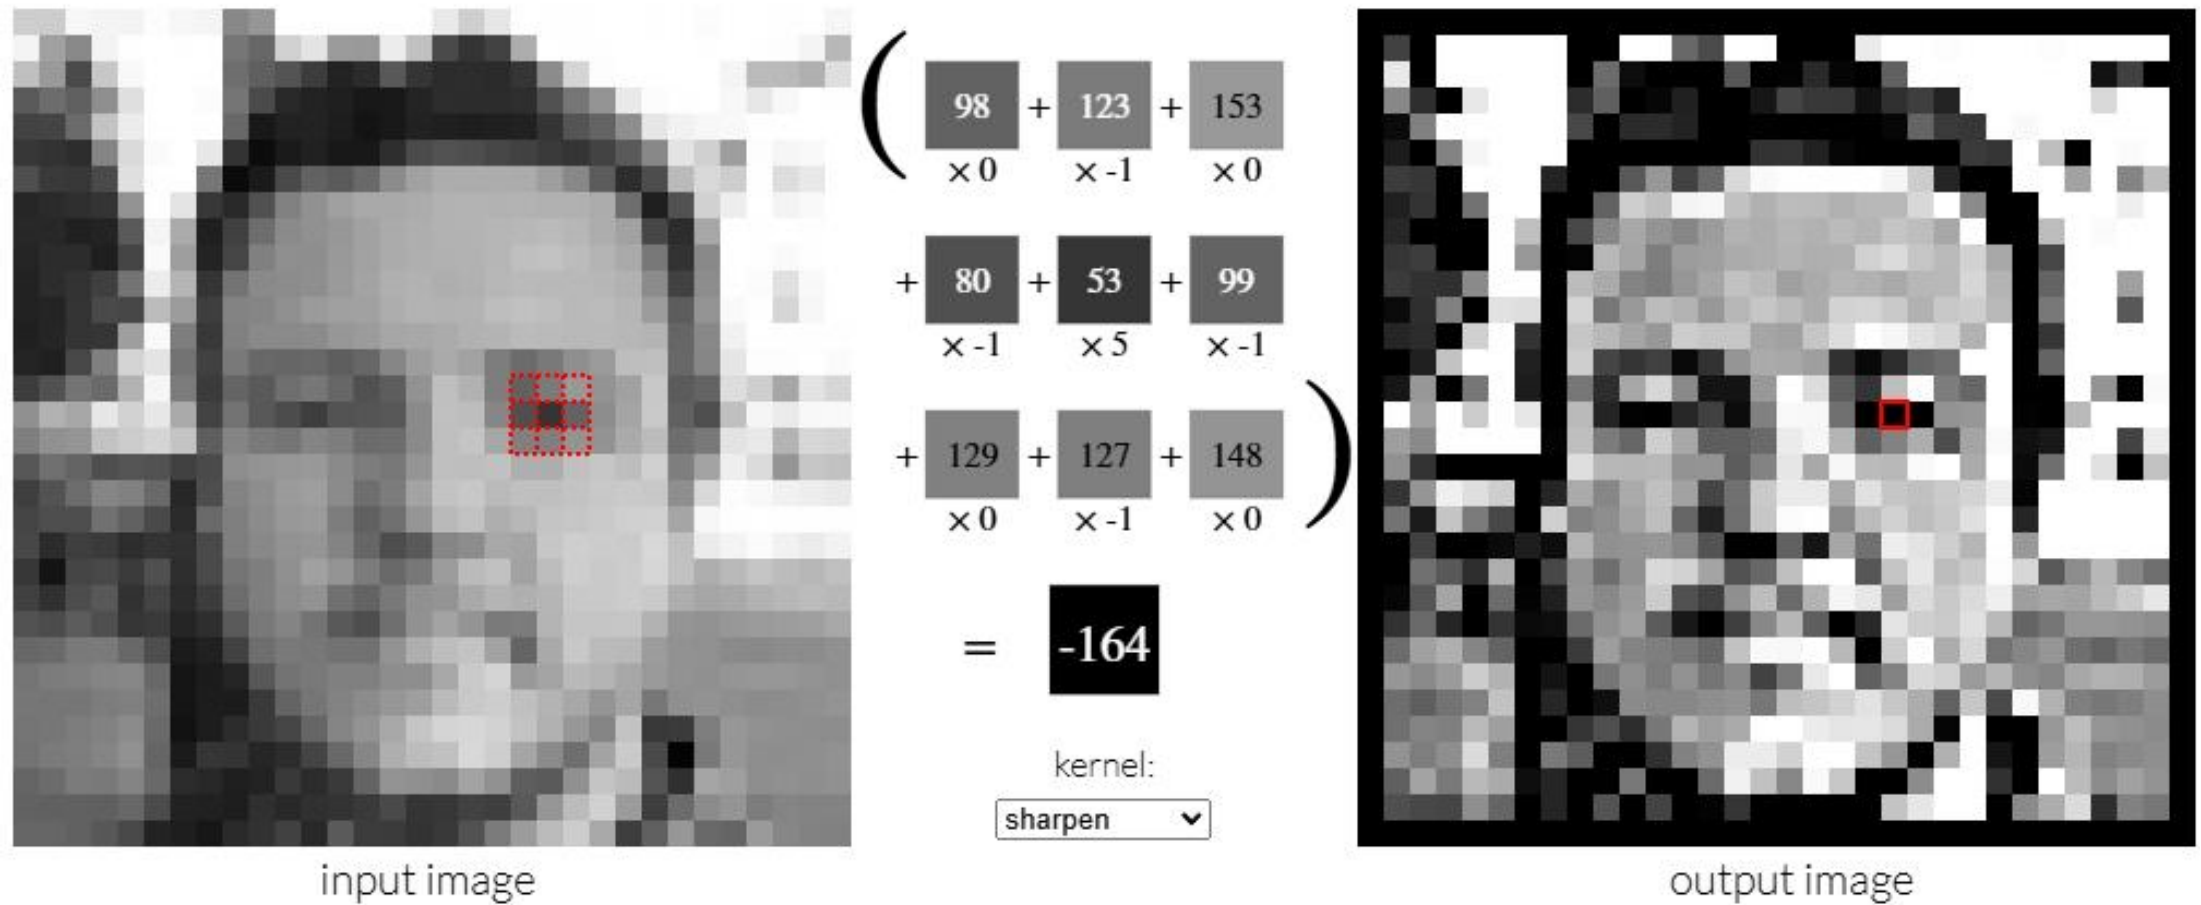 ( 98 + 123 + 153
× 0 × -1 × 0
+ 80 + 53 + 99
× -1 × 5 × -1
+ 129 + 127 + 148 )
× 0 × -1 × 0
= -164
kernel:
sharpen
input image
output image